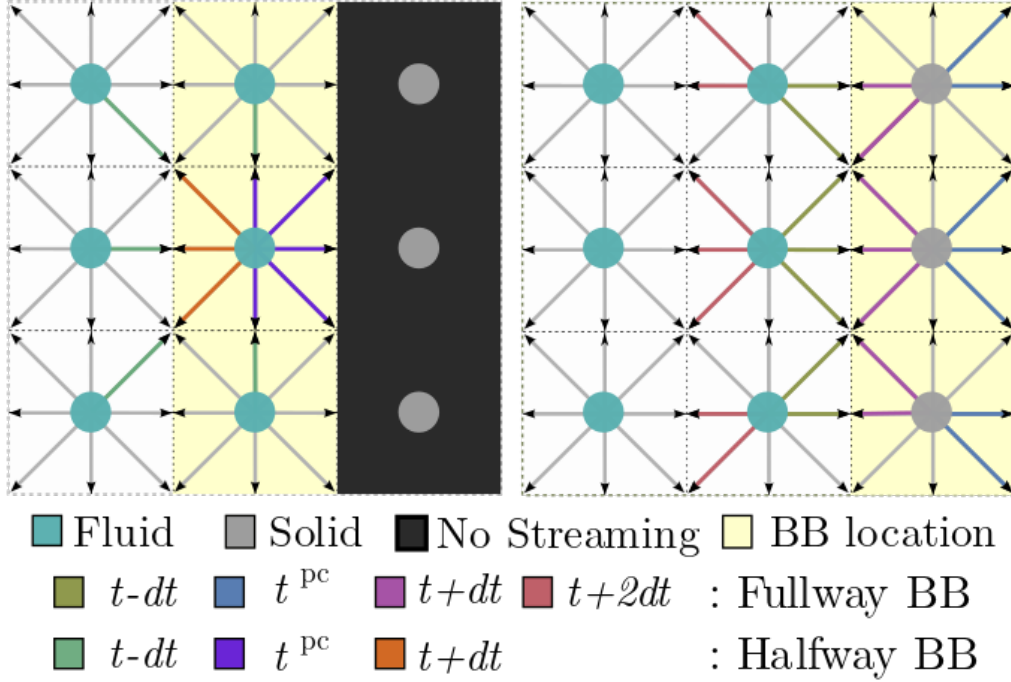 Fluid Solid No Streaming BB location
t-dt t pc t+dt t+2dt : Fullway BB
t-dt t pc t+dt : Halfway BB